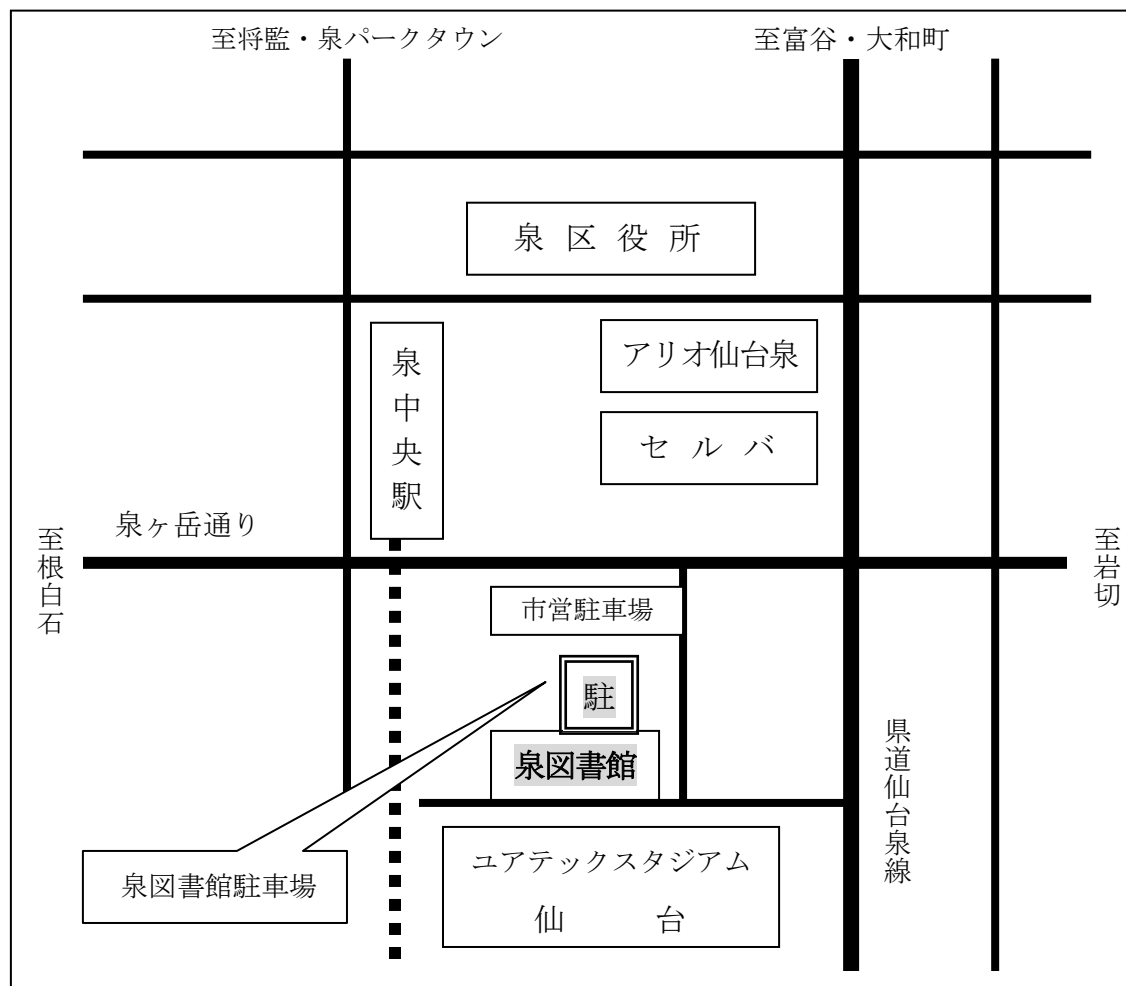 至将監・泉パークタウン
至富谷・大和町
泉区役所
アリオ仙台泉
泉中央駅
セルバ
泉ヶ岳通り
至根白石
至岩切
市営駐車場
駐
泉図書館
県道仙台泉線
ユアテックスタジアム
仙台
泉図書館駐車場